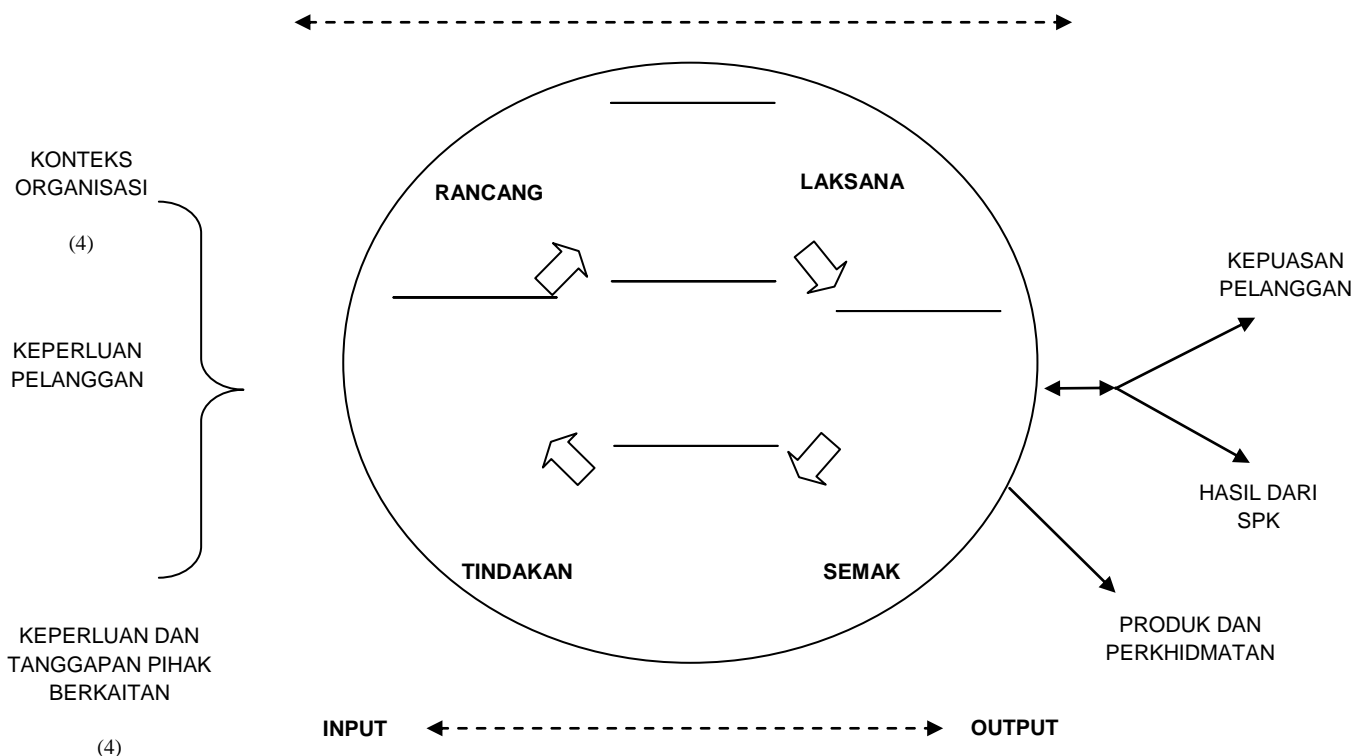 KONTEKS
ORGANISASI
(4)
KEPERLUAN
PELANGGAN
KEPERLUAN DAN
TANGGAPAN PIHAK
BERKAITAN
(4)
RANCANG
LAKSANA
TINDAKAN
SEMAK
KEPUASAN
PELANGGAN
HASIL DARI
SPK
PRODUK DAN
PERKHIDMATAN
INPUT
OUTPUT